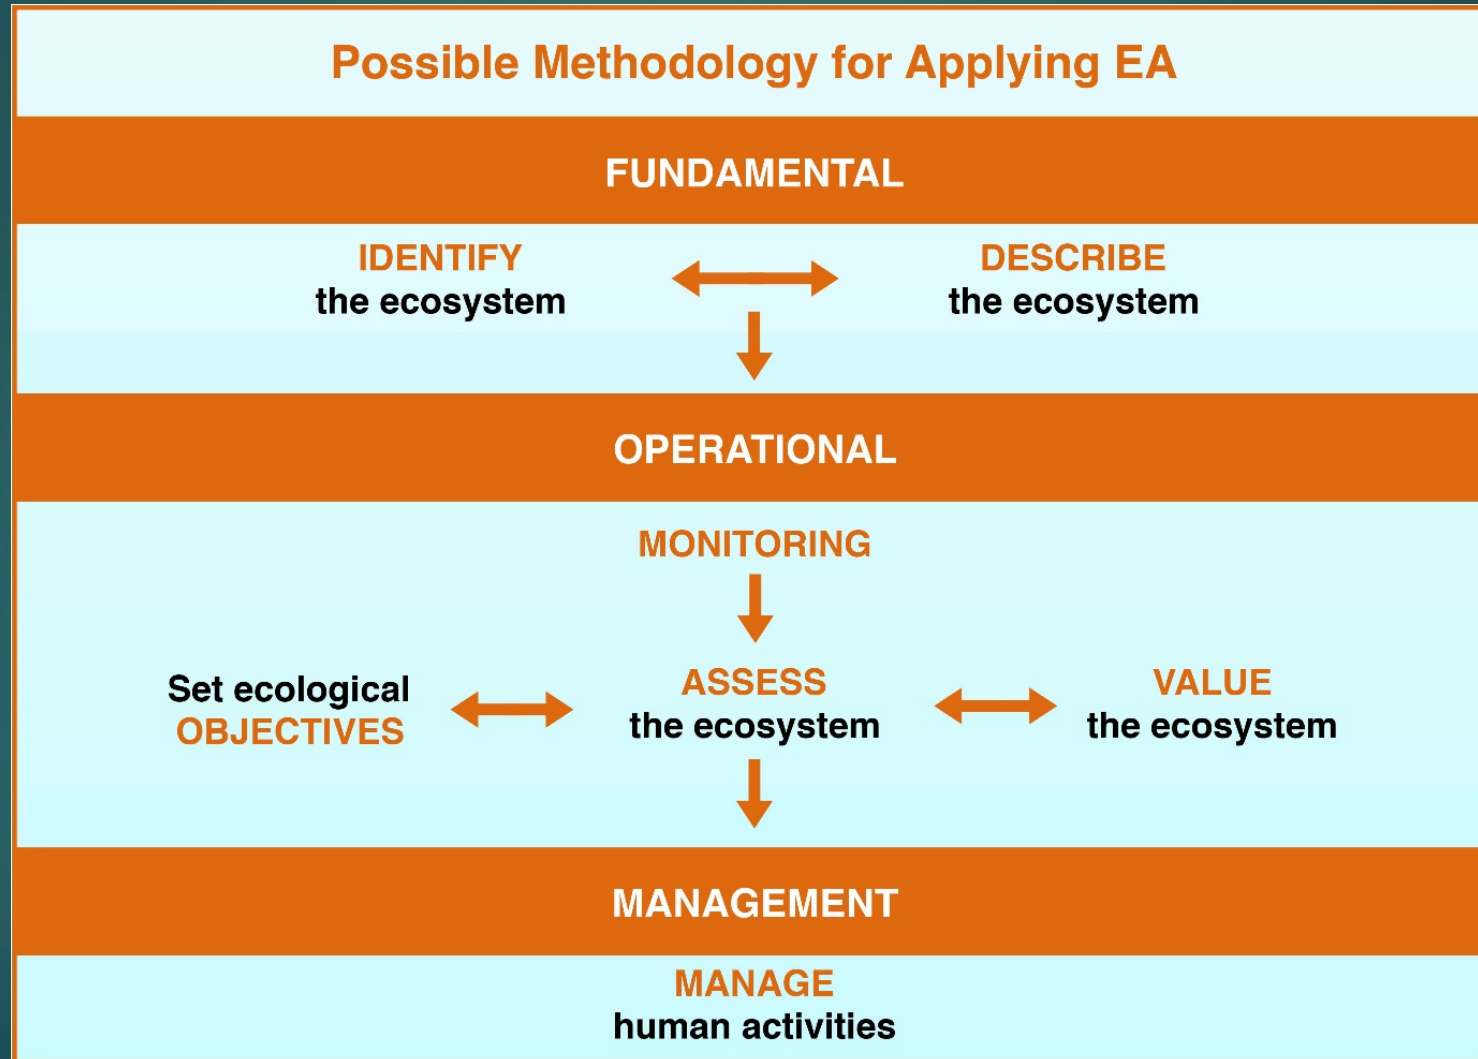 Possible Methodology for Applying EA
FUNDAMENTAL
IDENTIFY
the ecosystem
DESCRIBE
the ecosystem
OPERATIONAL
MONITORING
Set ecological
OBJECTIVES
ASSESS
the ecosystem
VALUE
the ecosystem
MANAGEMENT
MANAGE
human activities